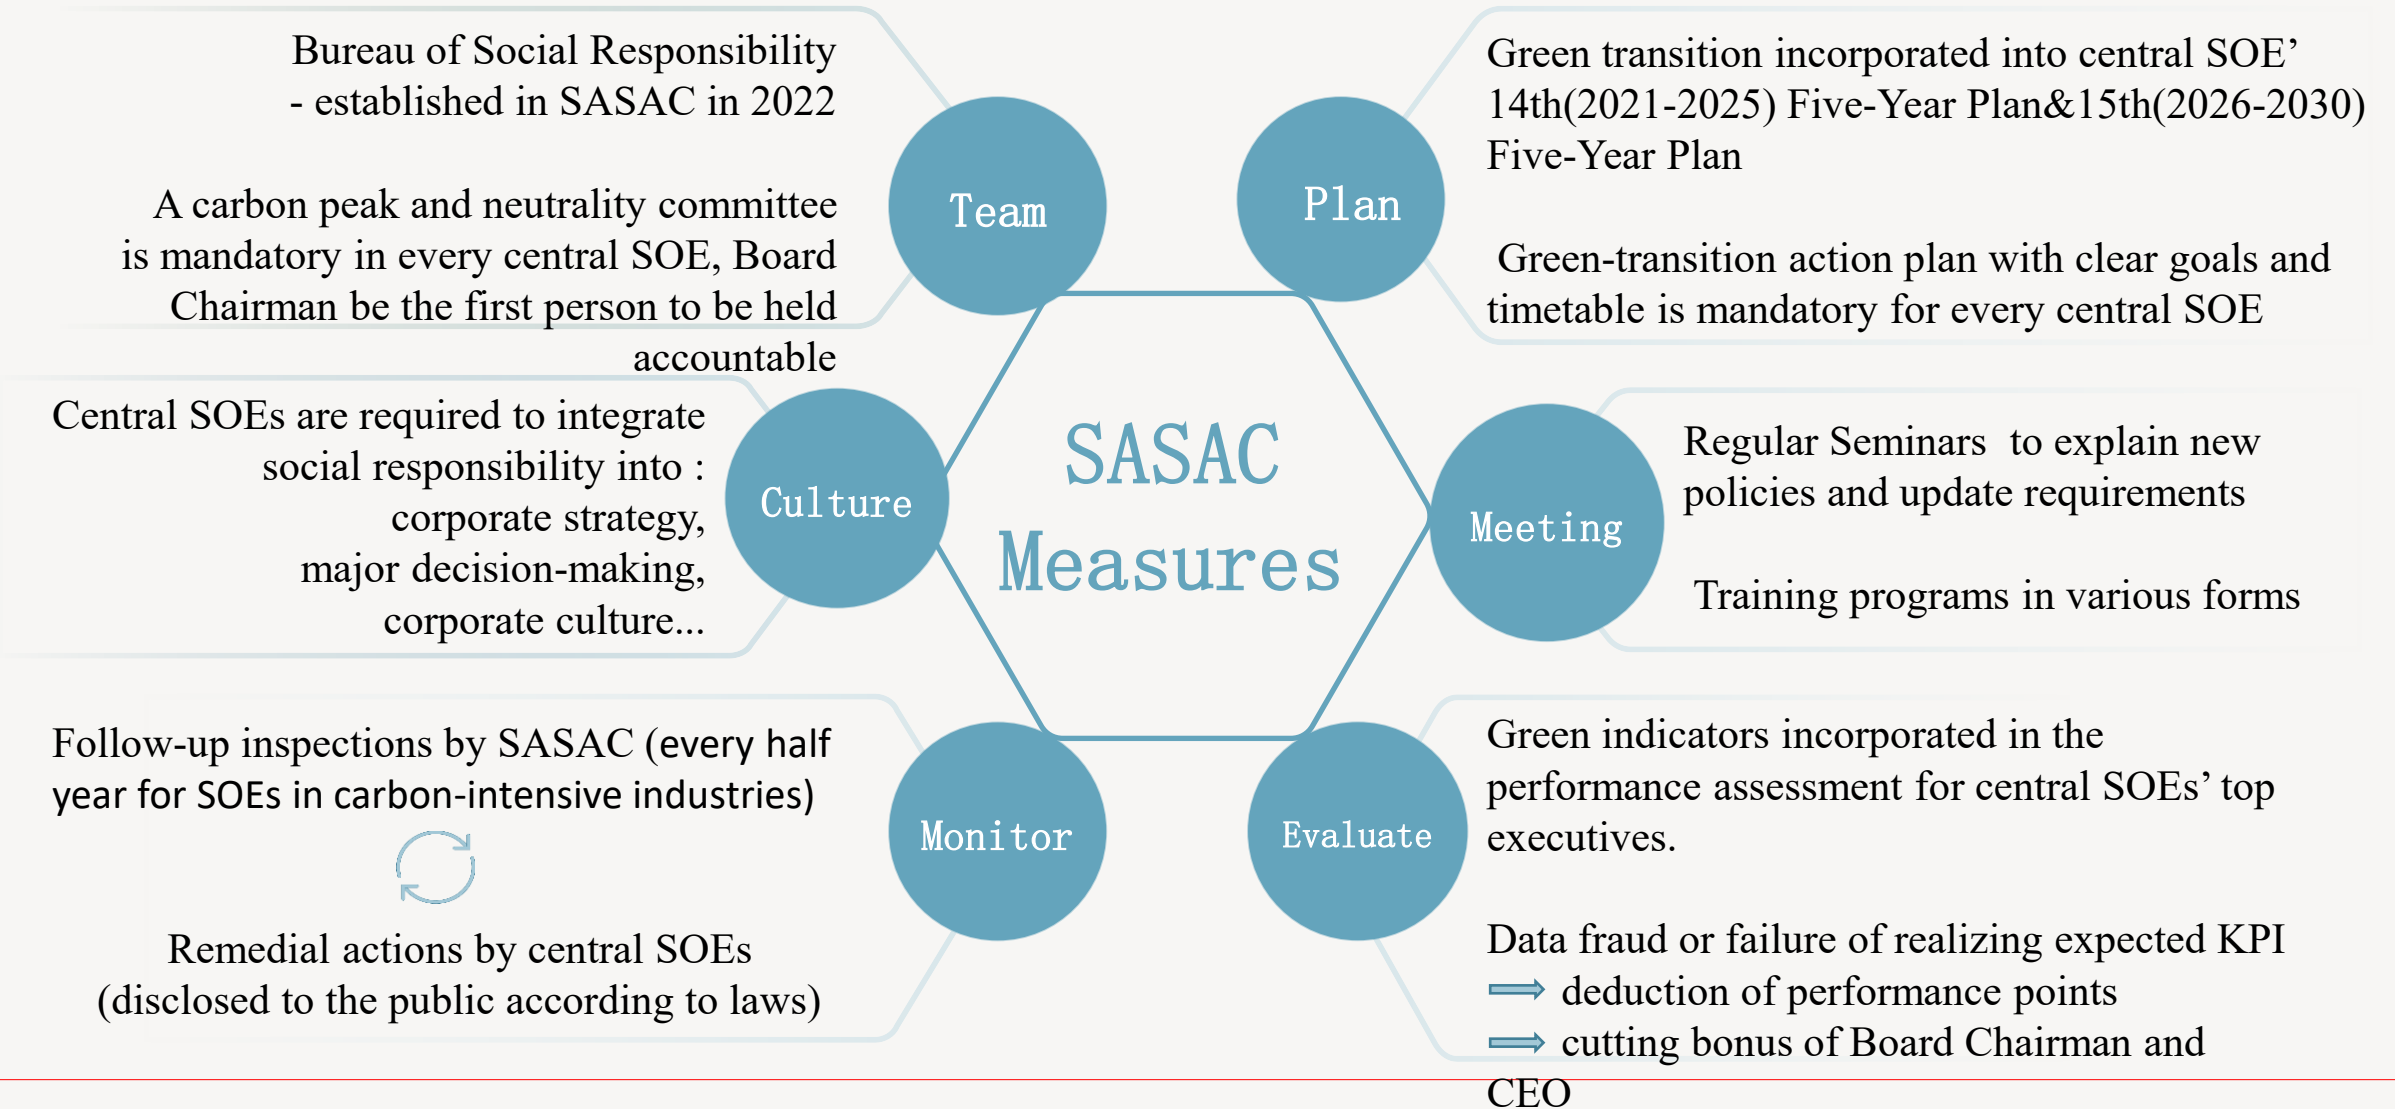 Bureau of Social Responsibility
- established in SASAC in 2022
A carbon peak and neutrality committee
is mandatory in every central SOE, Board
Chairman be the first person to be held
accountable
Team
Green transition incorporated into central SOE’
14th(2021-2025) Five-Year Plan&15th(2026-2030)
Five-Year Plan
Green-transition action plan with clear goals and
timetable is mandatory for every central SOE
Plan
Central SOEs are required to integrate
social responsibility into :
corporate strategy,
major decision-making,
corporate culture...
Culture
SASAC
Measures
Meeting
Regular Seminars to explain new
policies and update requirements
Training programs in various forms
Follow-up inspections by SASAC (every half
year for SOEs in carbon-intensive industries)
Remedial actions by central SOEs
(disclosed to the public according to laws)
Monitor
Evaluate
Green indicators incorporated in the
performance assessment for central SOEs’ top
executives.
Data fraud or failure of realizing expected KPI
deduction of performance points
cutting bonus of Board Chairman and
CEO